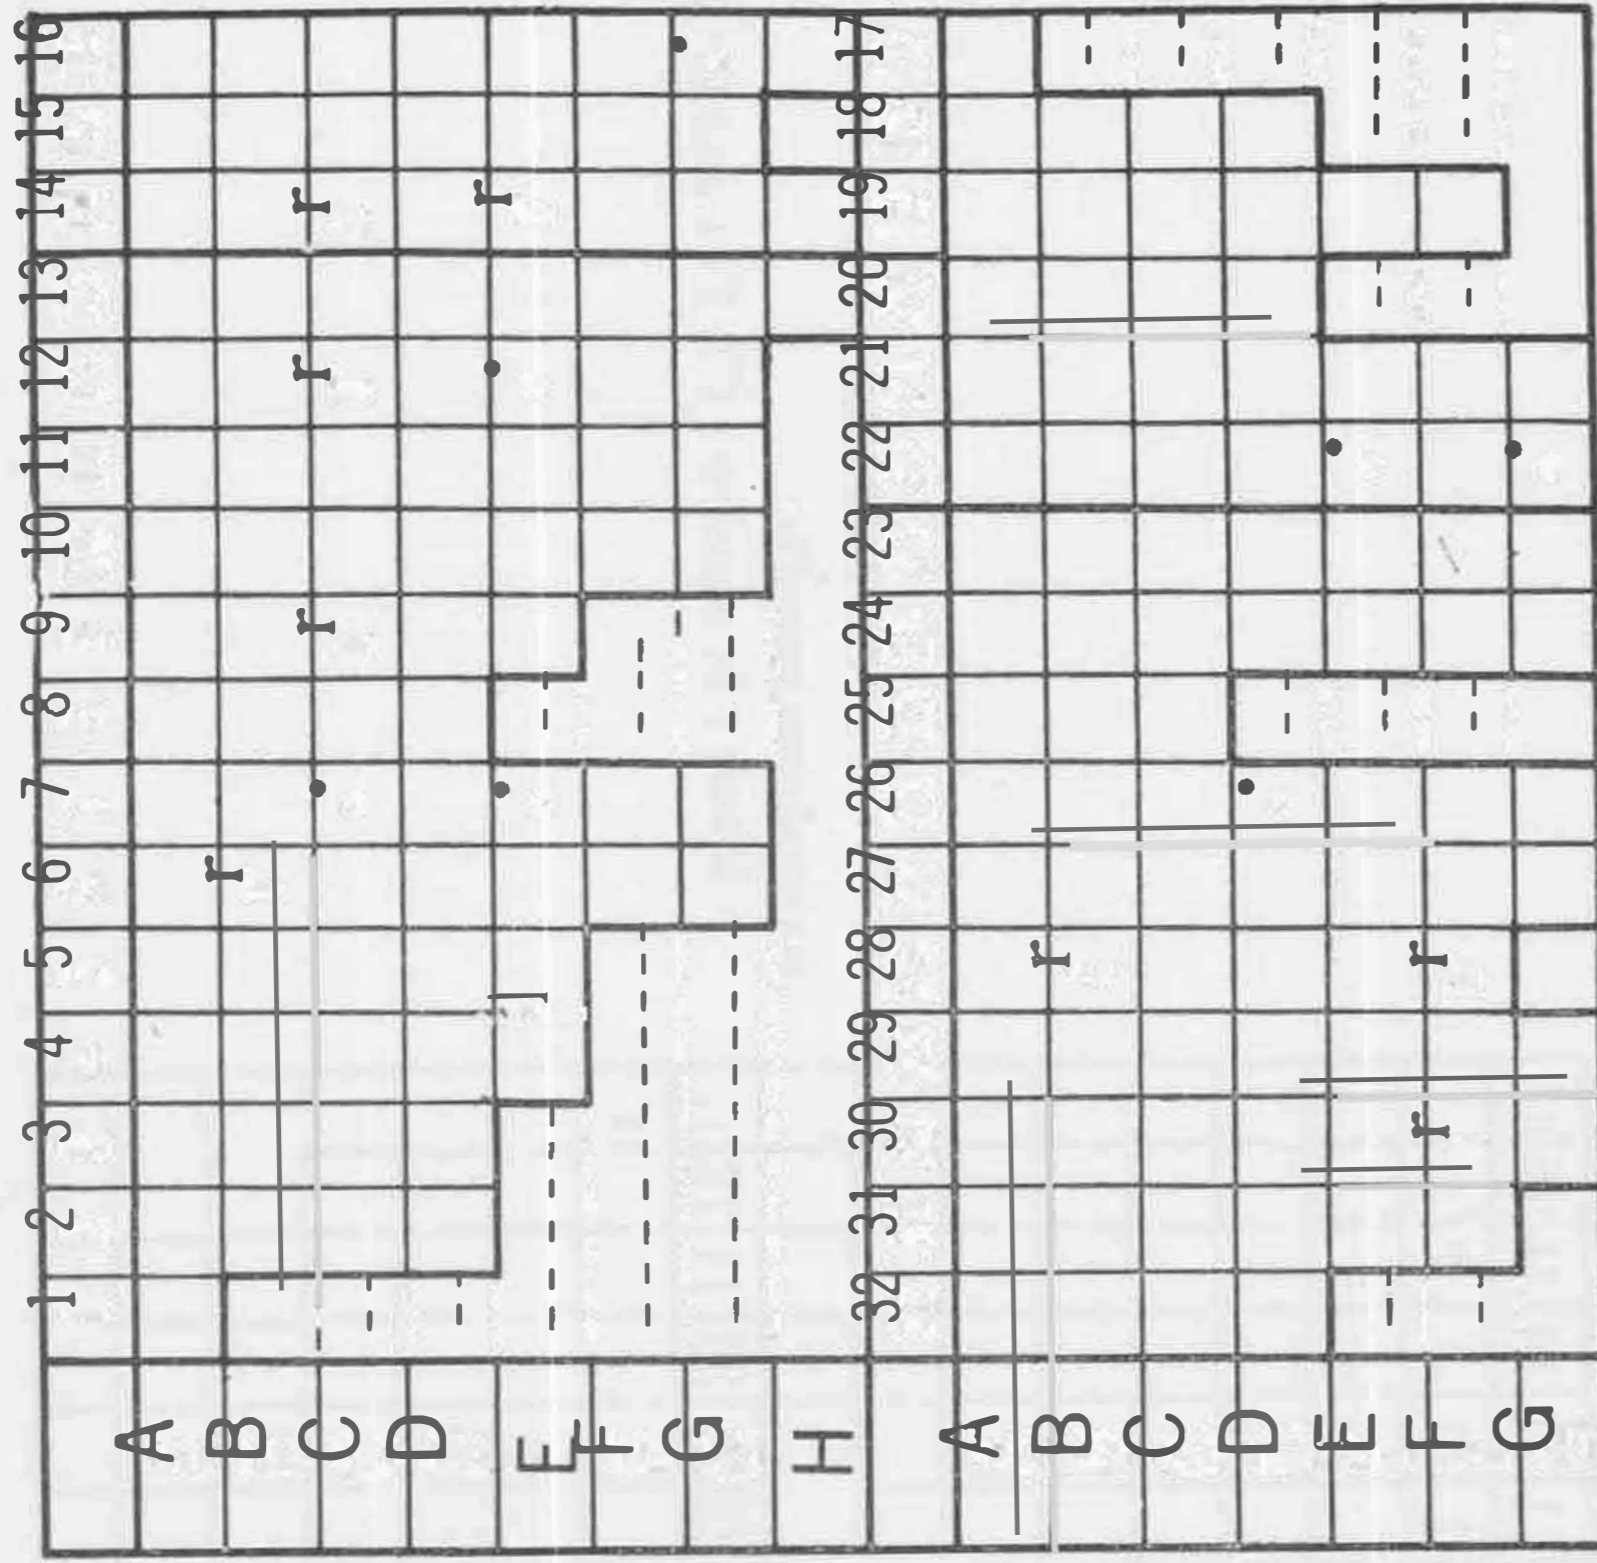 1 2 3 4 5 6 7 8 9 10 11 12 13 14 15 16
A
B r
C • r r r
D
E • • r
F
G •
H
32 31 30 29 28 27 26 25 24 23 22 21 20 19 18 17
A
B r
C
D •
E •
F r r
G •